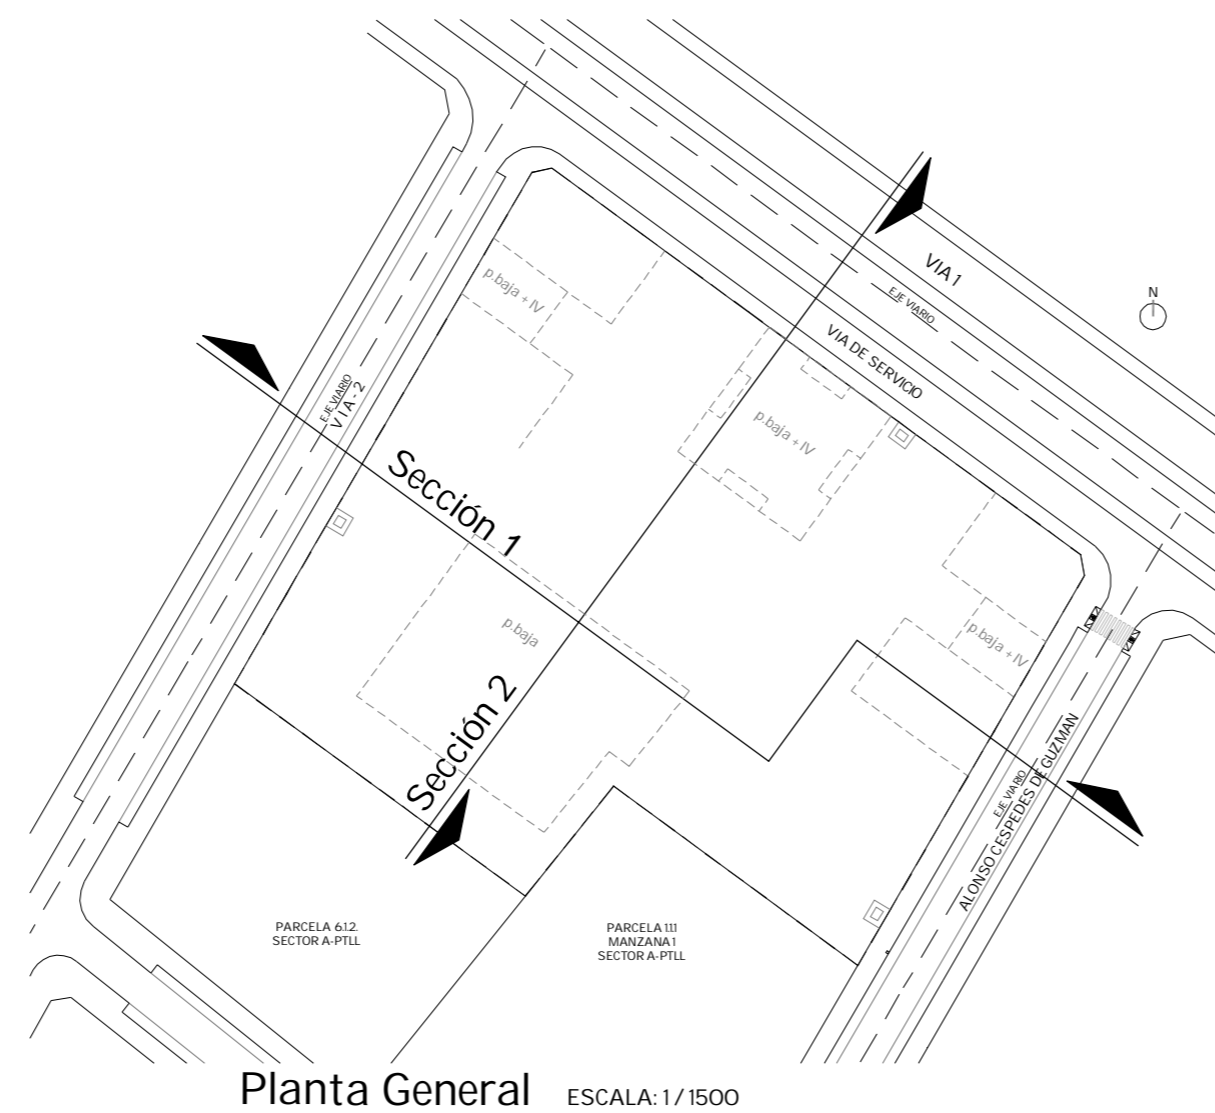 VIA 1
EJE VIARIO
N
VIA DE SERVICIO
p.baja + IV
EJE VIARIO
VIA-2
p.baja + IV
Sección 1
p.baja
p.baja + IV
Sección 2
EJE VIARIO
ALONSO CESPEDES DE GUZMAN
PARCELA 6.1.2.
SECTOR A-PTLL
PARCELA 1.1.1
MANZANA 1
SECTOR A-PTLL
Planta General
ESCALA: 1/1500